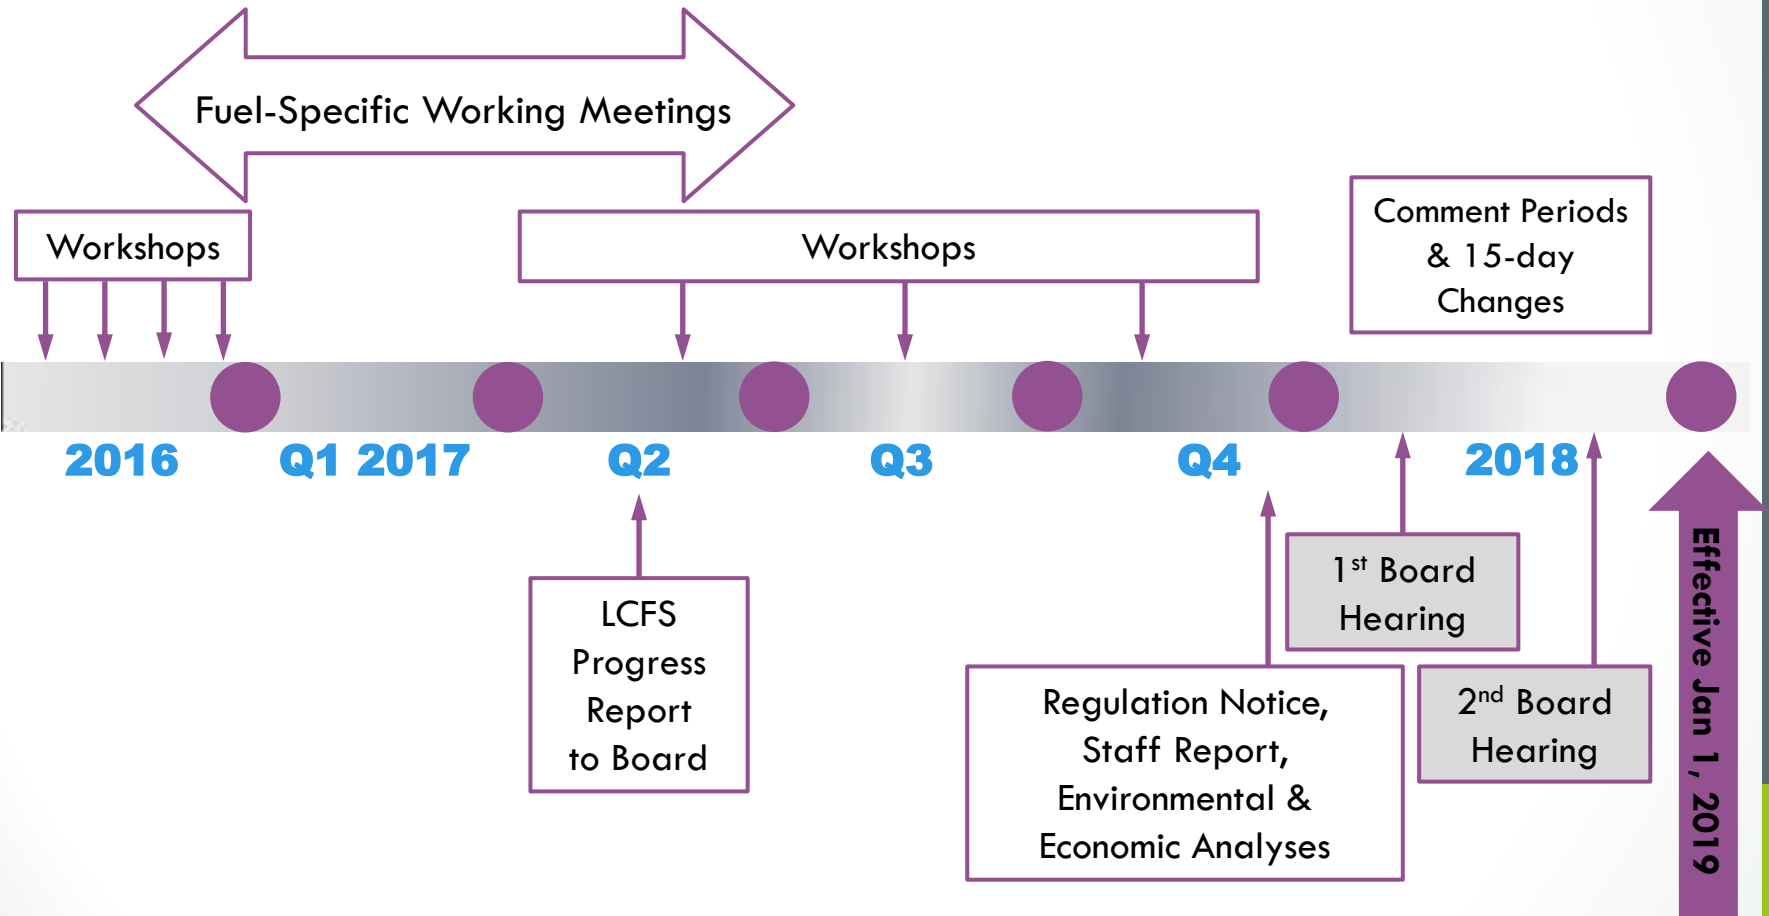 Fuel-Specific Working Meetings
Workshops
Workshops
Comment Periods
& 15-day
Changes
2016
Q1 2017
Q2
Q3
Q4
2018
LCFS
Progress
Report
to Board
Regulation Notice,
Staff Report,
Environmental &
Economic Analyses
1st Board
Hearing
2nd Board
Hearing
Effective Jan 1, 2019